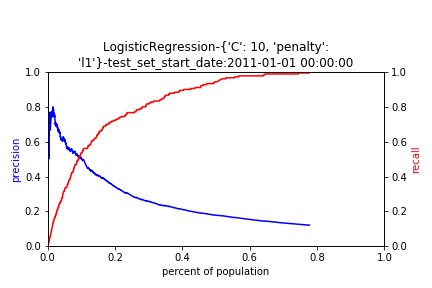 LogisticRegression-{'C': 10, 'penalty':
'l1'}-test_set_start_date:2011-01-01 00:00:00
1.0 1.0
0.8 0.8
0.6 0.6
0.4 0.4
0.2 0.2
0.0 0.0
precision
recall
0.0 0.2 0.4 0.6 0.8 1.0
percent of population